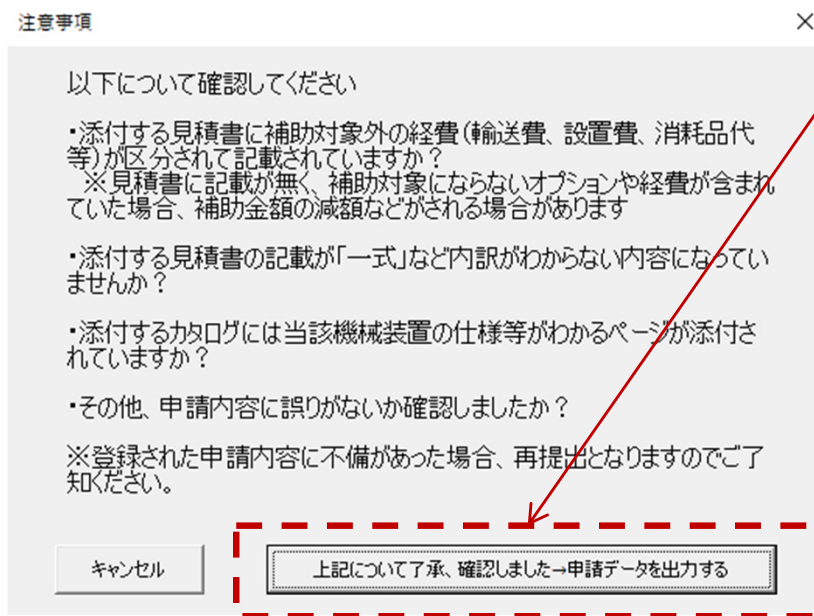 注意事項
以下について確認してください
・添付する見積書に補助対象外の経費(輸送費、設置費、消耗品代
等)が区分されて記載されていますか?
※見積書に記載が無く、補助対象にならないオプションや経費が含まれ
ていた場合、補助金額の減額などがされる場合があります
・添付する見積書の記載が「一式」など内訳がわからない内容になってい
ませんか?
・添付するカタログには当該機械装置の仕様等がわかるページが添付さ
れていますか?
・その他、申請内容に誤りがないか確認しましたか?
※登録された申請内容に不備があった場合、再提出となりますのでご了
知ください。
キャンセル
上記について了承、確認しました→申請データを出力する